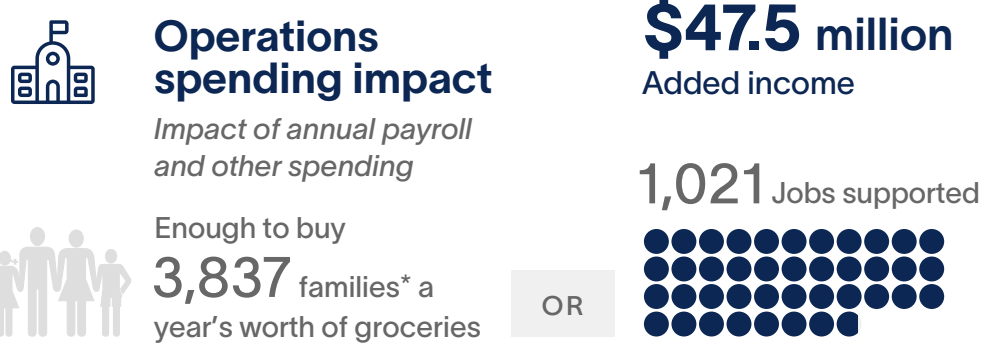 Operations
spending impact
Impact of annual payroll
and other spending
Enough to buy
3,837 families* a
year's worth of groceries
OR
$47.5 million
Added income
1,021 Jobs supported